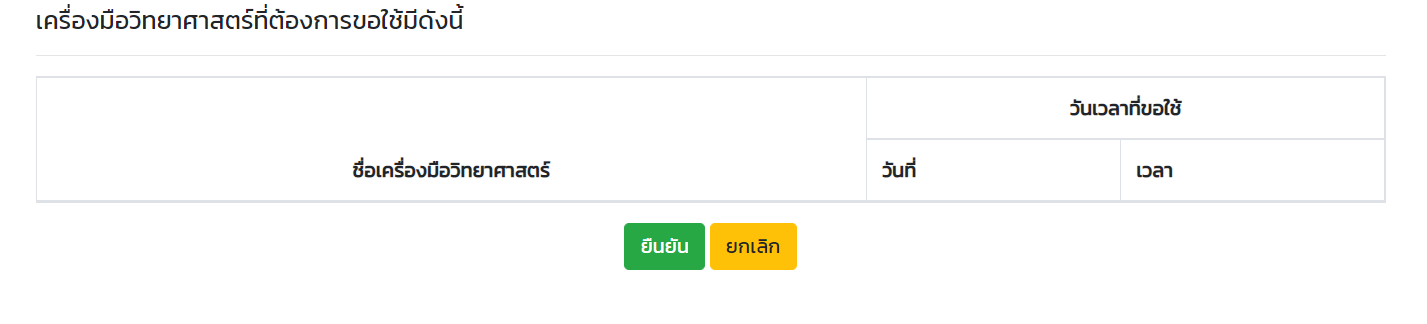 เครื่องมือวิทยาศาสตร์ที่ต้องการขอใช้มีดังนี้
วันเวลาที่ขอใช้
ชื่อเครื่องมือวิทยาศาสตร์
วันที่
เวลา
ยืนยัน
ยกเลิก